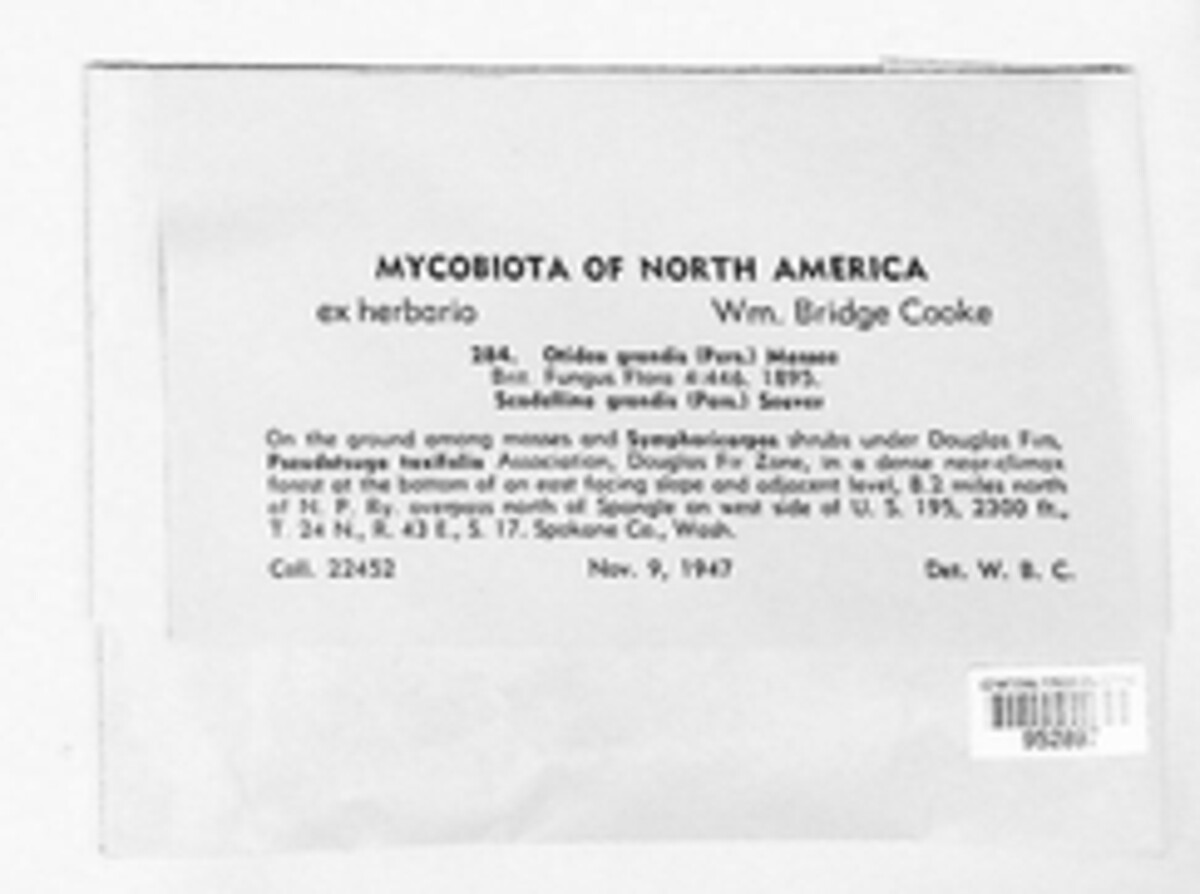 MYCOBIOTA OF NORTH AMERICA
ex herbario Wm. Bridge Cooke
284. Otidea grandis (Pers.) Massee
Brit. Fungus Flora 4:446. 1895.
Scodellina grandis (Pers.) Seaver
On the ground among mosses and Symphoricarpos shrubs under Douglas Firs,
Pseudotsuga taxifolia Association, Douglas Fir Zone, in a dense near-climax
forest at the bottom of an east facing slope and adjacent level, 8.2 miles north
of N. P. Ry. overpass north of Spangle on west side of U. S. 195, 2300 ft.,
T. 24 N., R. 43 E., S. 17. Spokane Co., Wash.
Coll. 22452 Nov. 9, 1947 Det. W. B. C.